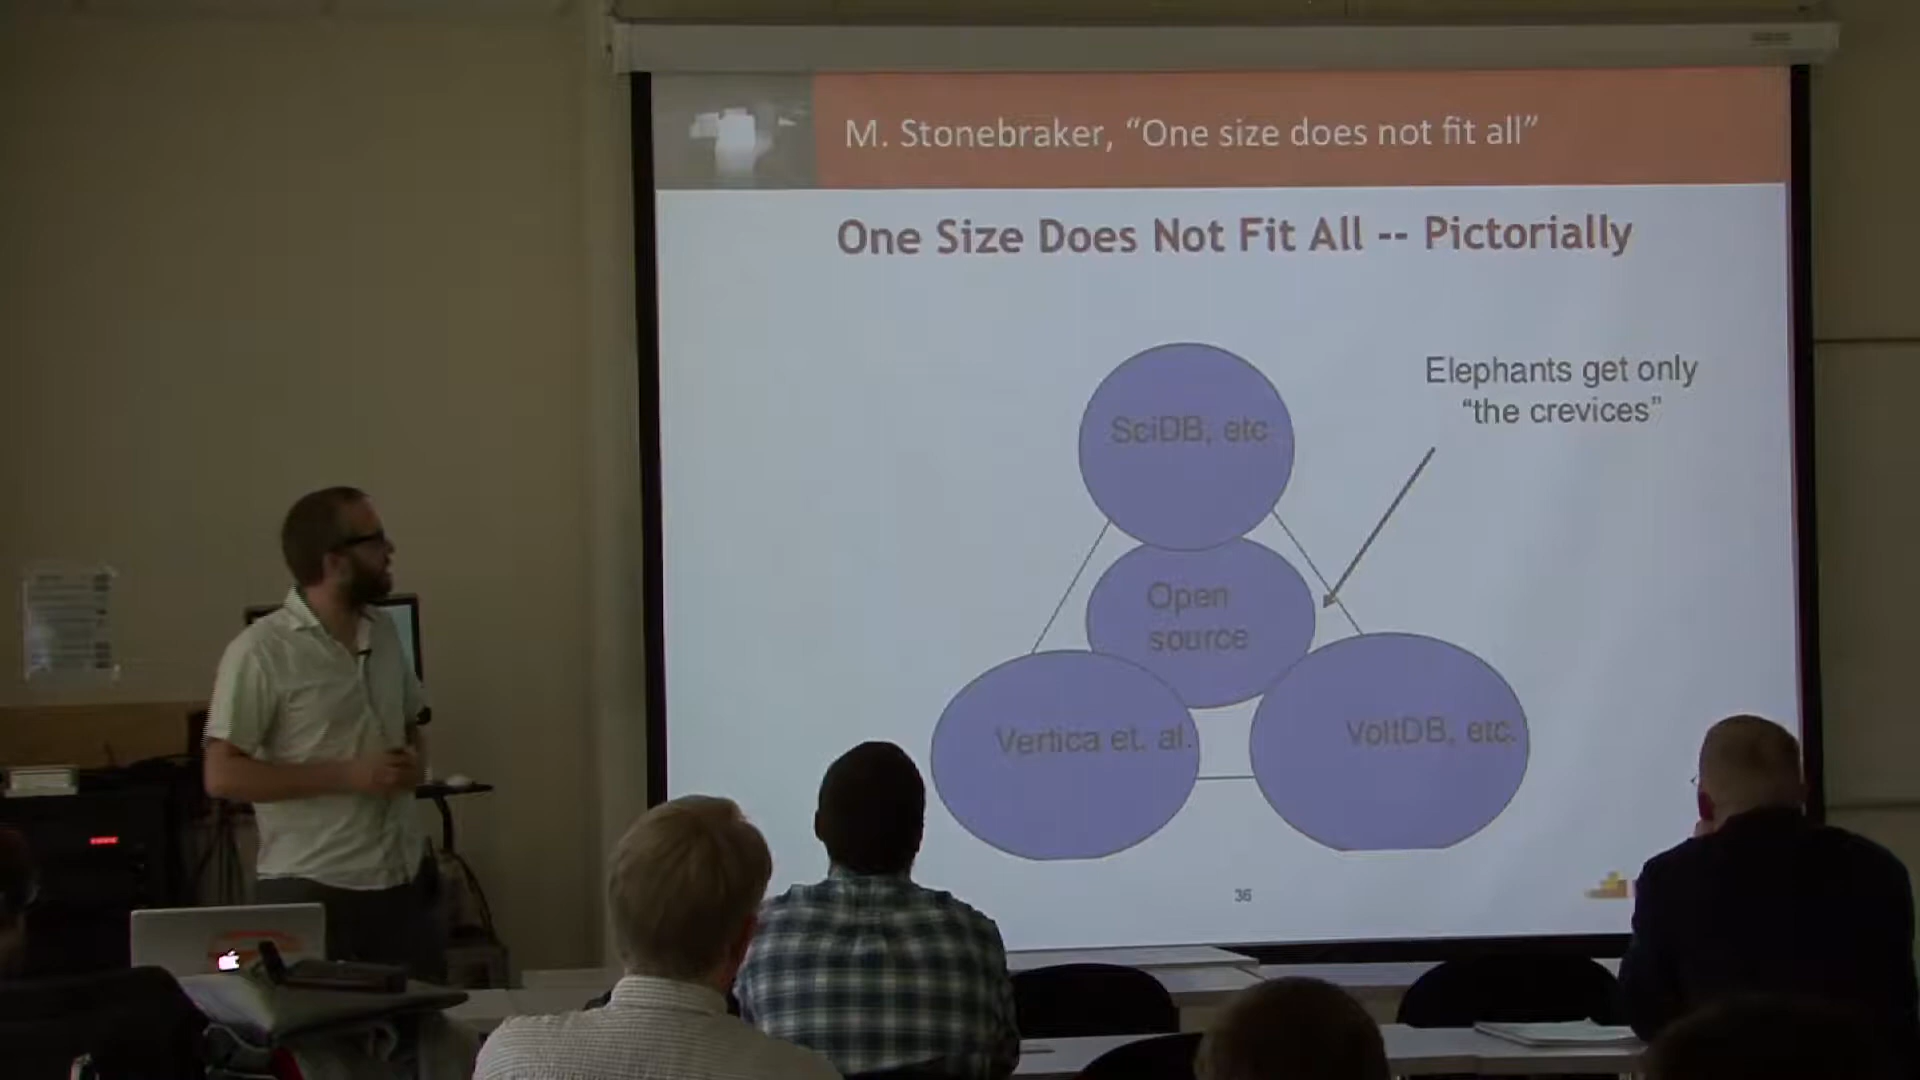 M. Stonebraker, “One size does not fit all”
One Size Does Not Fit All -- Pictorially
Elephants get only
“the crevices”
SciDB, etc
Open
source
Vertica et. al.
VoltDB, etc.
36